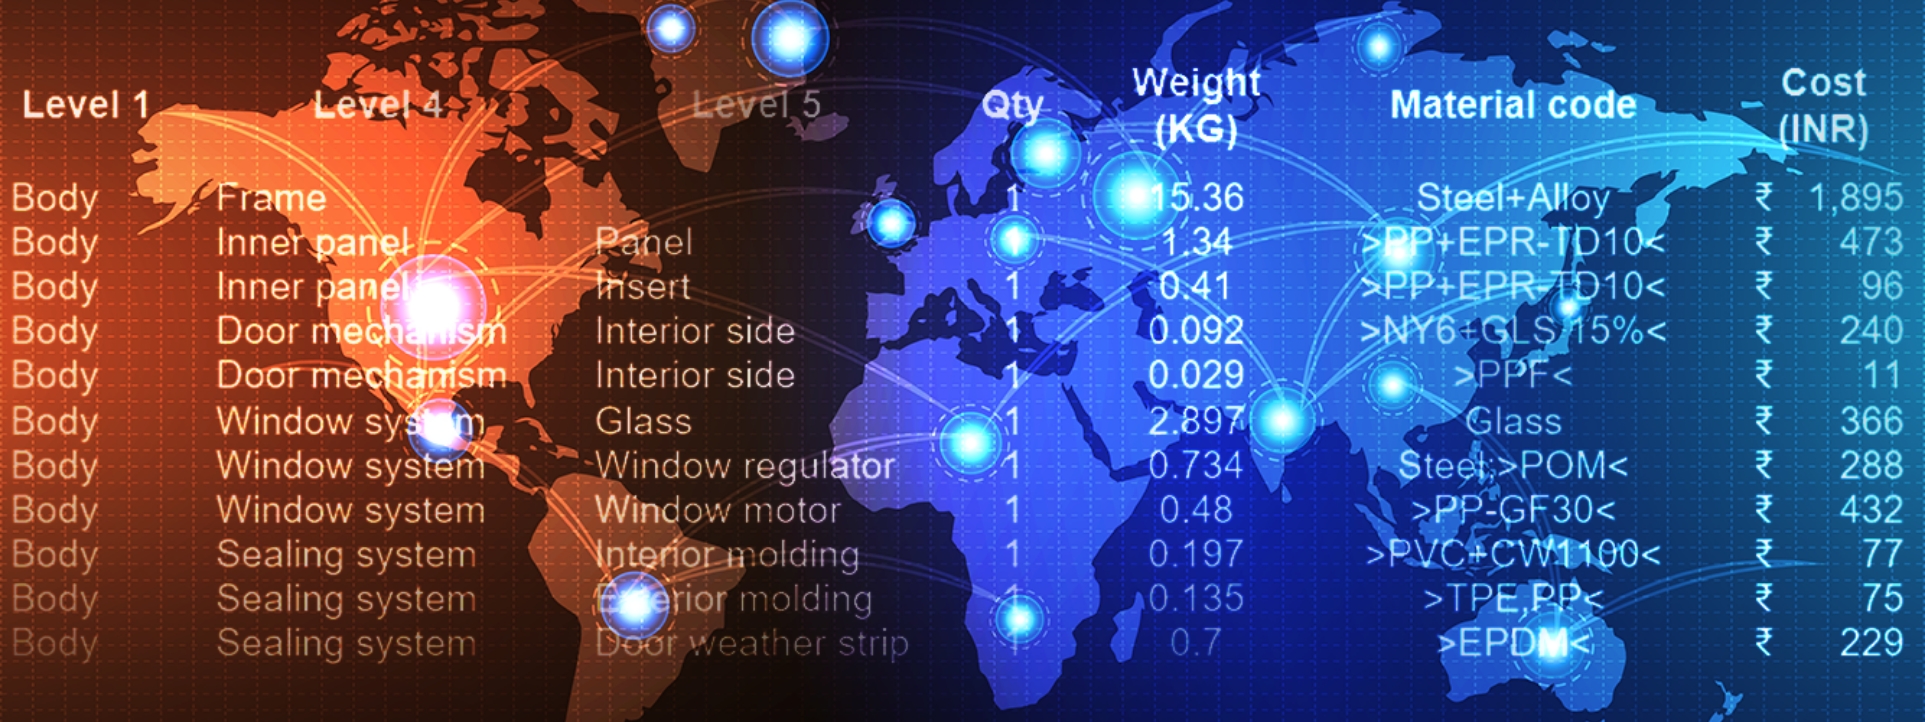 Level 1 Level 4 Level 5 Qty Weight (KG) Material code Cost (INR)
Body Frame 1 15.36 Steel+Alloy ₹ 1,895
Body Inner panel Panel 1 1.34 >PP+EPR-TD10< ₹ 473
Body Inner panel Insert 1 0.41 >PP+EPR-TD10< ₹ 96
Body Door mechanism Interior side 1 0.092 >NY6+GLS 15%< ₹ 240
Body Door mechanism Interior side 1 0.029 >PPF< ₹ 11
Body Window system Glass 1 2.897 Glass ₹ 366
Body Window system Window regulator 1 0.734 Steel;>POM< ₹ 288
Body Window system Window motor 1 0.48 >PP-GF30< ₹ 432
Body Sealing system Interior molding 1 0.197 >PVC+CW1100< ₹ 77
Body Sealing system Exterior molding 1 0.135 >TPE,PP< ₹ 75
Body Sealing system Door weather strip 1 0.7 >EPDM< ₹ 229